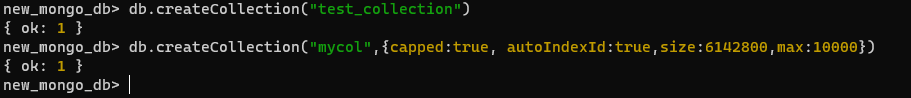 new_mongo_db> db.createCollection("test_collection")
{ ok: 1 }
new_mongo_db> db.createCollection("mycol",{capped:true, autoIndexId:true,size:6142800,max:10000})
{ ok: 1 }
new_mongo_db>